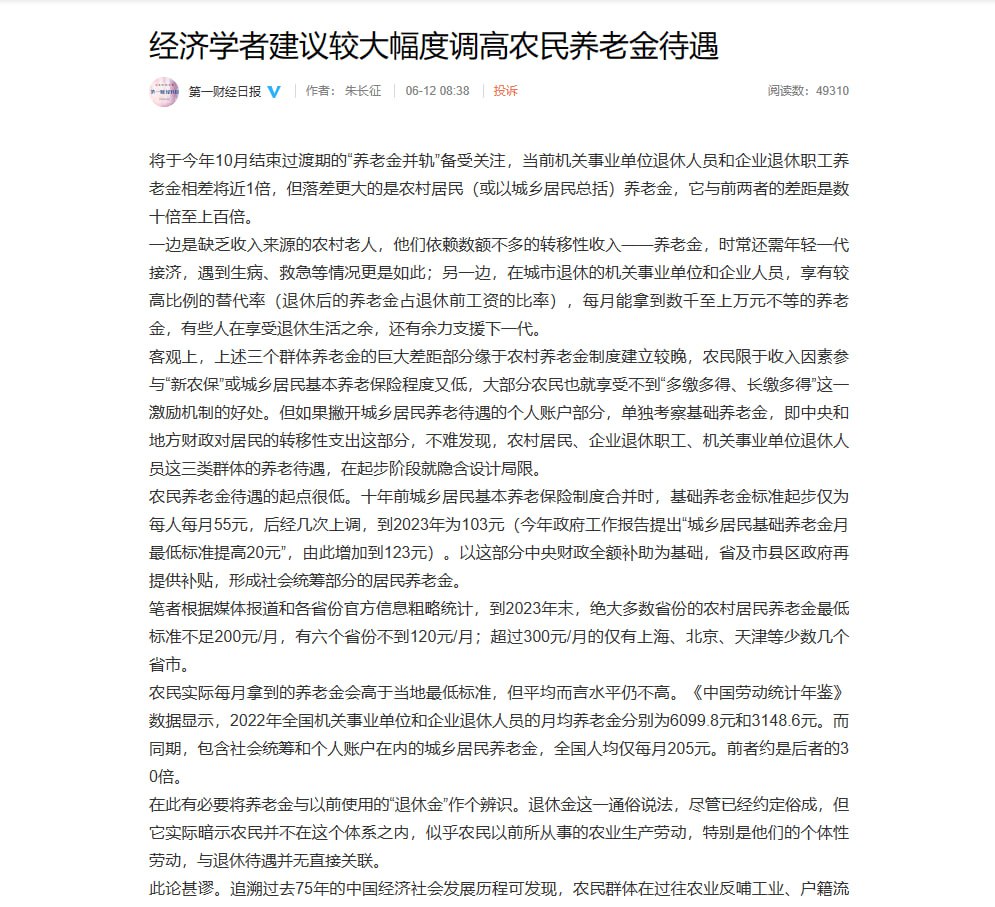 经济学者建议较大幅度调高农民养老金待遇
第一财经日报 作者： 朱长征 06-12 08:38 投诉 阅读数：49310
将于今年10月结束过渡期的“养老金并轨”备受关注，当前机关事业单位退休人员和企业退休职工养
老金相差将近1倍，但落差更大的是农村居民（或以城乡居民总括）养老金，它与前两者的差距是数
十倍至上百倍。
一边是缺乏收入来源的农村老人，他们依赖数额不多的转移性收入——养老金，时常还需年轻一代
接济，遇到生病、救急等情况更是如此；另一边，在城市退休的机关事业单位和企业人员，享有较
高比例的替代率（退休后的养老金占退休前工资的比率），每月能拿到数千至上万元不等的养老
金，有些人在享受退休生活之余，还有余力支援下一代。
客观上，上述三个群体养老金的巨大差距部分缘于农村养老金制度建立较晚，农民限于收入因素参
与“新农保”或城乡居民基本养老保险程度又低，大部分农民也就享受不到“多缴多得、长缴多得”这一
激励机制的好处。但如果撇开城乡居民养老待遇的个人账户部分，单独考察基础养老金，即中央和
地方财政对居民的转移性支出这部分，不难发现，农村居民、企业退休职工、机关事业单位退休人
员这三类群体的养老待遇，在起步阶段就隐含设计局限。
农民养老金待遇的起点很低。十年前城乡居民基本养老保险制度合并时，基础养老金标准起步仅为
每人每月55元，后经几次上调，到2023年为103元（今年政府工作报告提出“城乡居民基础养老金月
最低标准提高20元”，由此增加到123元）。以这部分中央财政全额补助为基础，省及市县区政府再
提供补贴，形成社会统筹部分的居民养老金。
笔者根据媒体报道和各省份官方信息粗略统计，到2023年末，绝大多数省份的农村居民养老金最低
标准不足200元/月，有六个省份不到120元/月；超过300元/月的仅有上海、北京、天津等少数几个
省市。
农民实际每月拿到的养老金会高于当地最低标准，但平均而言水平仍不高。《中国劳动统计年鉴》
数据显示，2022年全国机关事业单位和企业退休人员的月均养老金分别为6099.8元和3148.6元。而
同期，包含社会统筹和个人账户在内的城乡居民养老金，全国人均仅每月205元。前者约是后者的3
0倍。
在此有必要将养老金与以前使用的“退休金”作个辨识。退休金这一通俗说法，尽管已经约定俗成，但
它实际暗示农民并不在这个体系之内，似乎农民以前所从事的农业生产劳动，特别是他们的个体性
劳动，与退休待遇并无直接关联。
此论甚谬。追溯过去75年的中国经济社会发展历程可发现，农民群体在过往农业反哺工业、户籍流